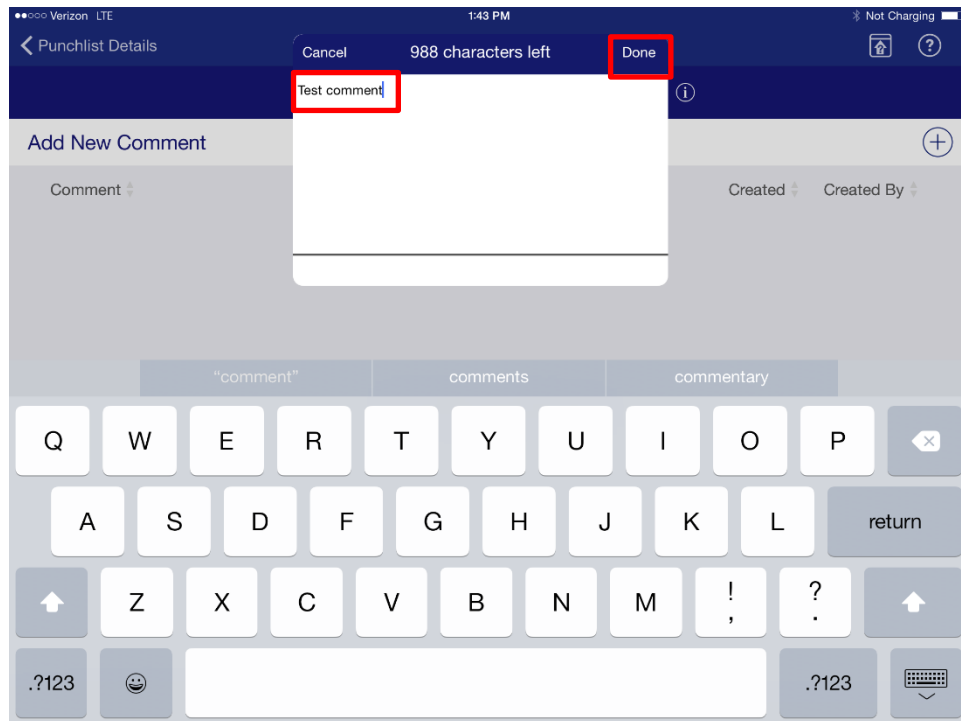 Verizon LTE 1:43 PM Not Charging
Punchlist Details
Cancel 988 characters left Done
Test comment
Add New Comment
Comment Created Created By
“comment” comments commentary
Q W E R T Y U I O P
A S D F G H J K L return
Z X C V B N M ! , ? .
.?123 .?123